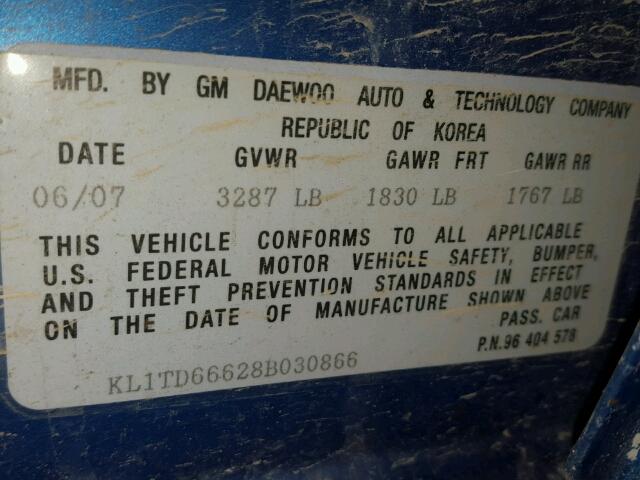 MFD. BY GM DAEWOO AUTO & TECHNOLOGY COMPANY
REPUBLIC OF KOREA
DATE GVWR GAWR FRT GAWR RR
06/07 3287 LB 1830 LB 1767 LB
THIS VEHICLE CONFORMS TO ALL APPLICABLE
U.S. FEDERAL MOTOR VEHICLE SAFETY, BUMPER,
AND THEFT PREVENTION STANDARDS IN EFFECT
ON THE DATE OF MANUFACTURE SHOWN ABOVE
PASS. CAR
P.N.96 404 578
KL1TD66628B030866